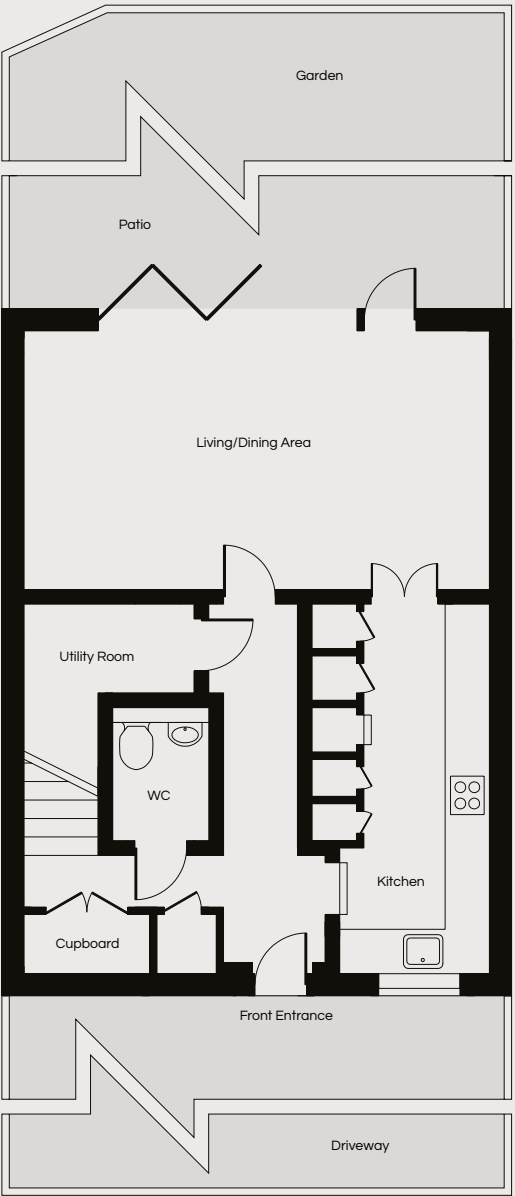 Garden
Patio
Living/Dining Area
Utility Room
WC
Kitchen
Cupboard
Front Entrance
Driveway